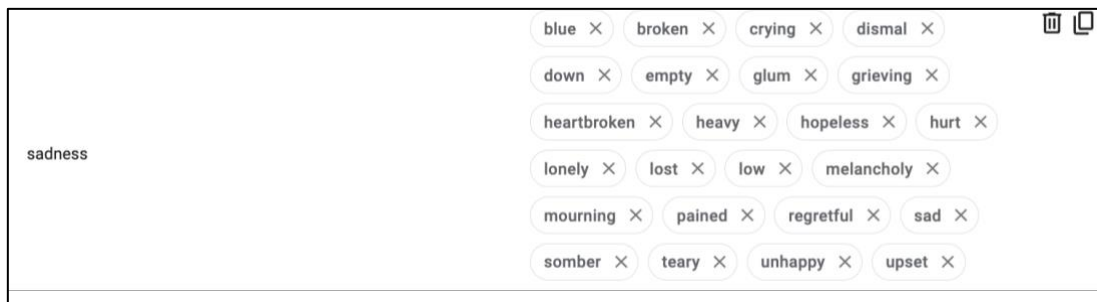 blue broken crying dismal
down empty glum grieving
heartbroken heavy hopeless hurt
sadness
lonely lost low melancholy
mourning pained regretful sad
somber teary unhappy upset